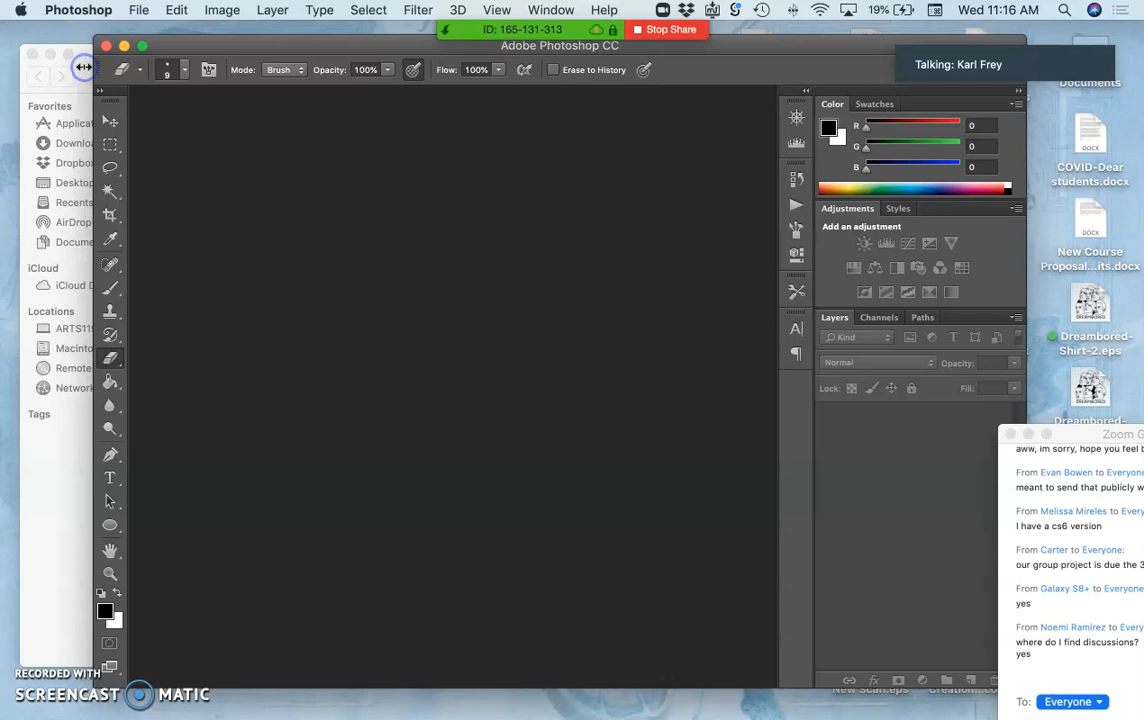 Photoshop File Edit Image Layer Type Select Filter 3D View Window Help 19% Wed 11:16 AM
ID: 165-131-313 Stop Share
Adobe Photoshop CC
Talking: Karl Frey
Documents
9 Mode: Brush Opacity: 100% Flow: 100% Erase to History
Favorites
Applicat
Downlo
Dropbox
Desktop
Recents
AirDrop
Docume
iCloud
iCloud D
Locations
ARTS119
Macinto
Remote
Network
Tags
Color Swatches
R 0
G 0
B 0
Adjustments Styles
Add an adjustment
Layers Channels Paths
Kind
Normal Opacity:
Lock: Fill:
DOCX
COVID-Dear
students.docx
DOCX
New Course
Proposal...its.docx
Dreambored-
Shirt-2.eps
Dreambored-
Zoom G
aww, im sorry, hope you feel b
From Evan Bowen to Everyone
meant to send that publicly w
From Melissa Mireles to Every
I have a cs6 version
From Carter to Everyone:
our group project is due the 3
From Galaxy S8+ to Everyone
yes
From Noemi Ramirez to Every
where do I find discussions?
yes
To: Everyone
New Scan.eps Creation
RECORDED WITH
SCREENCAST MATIC